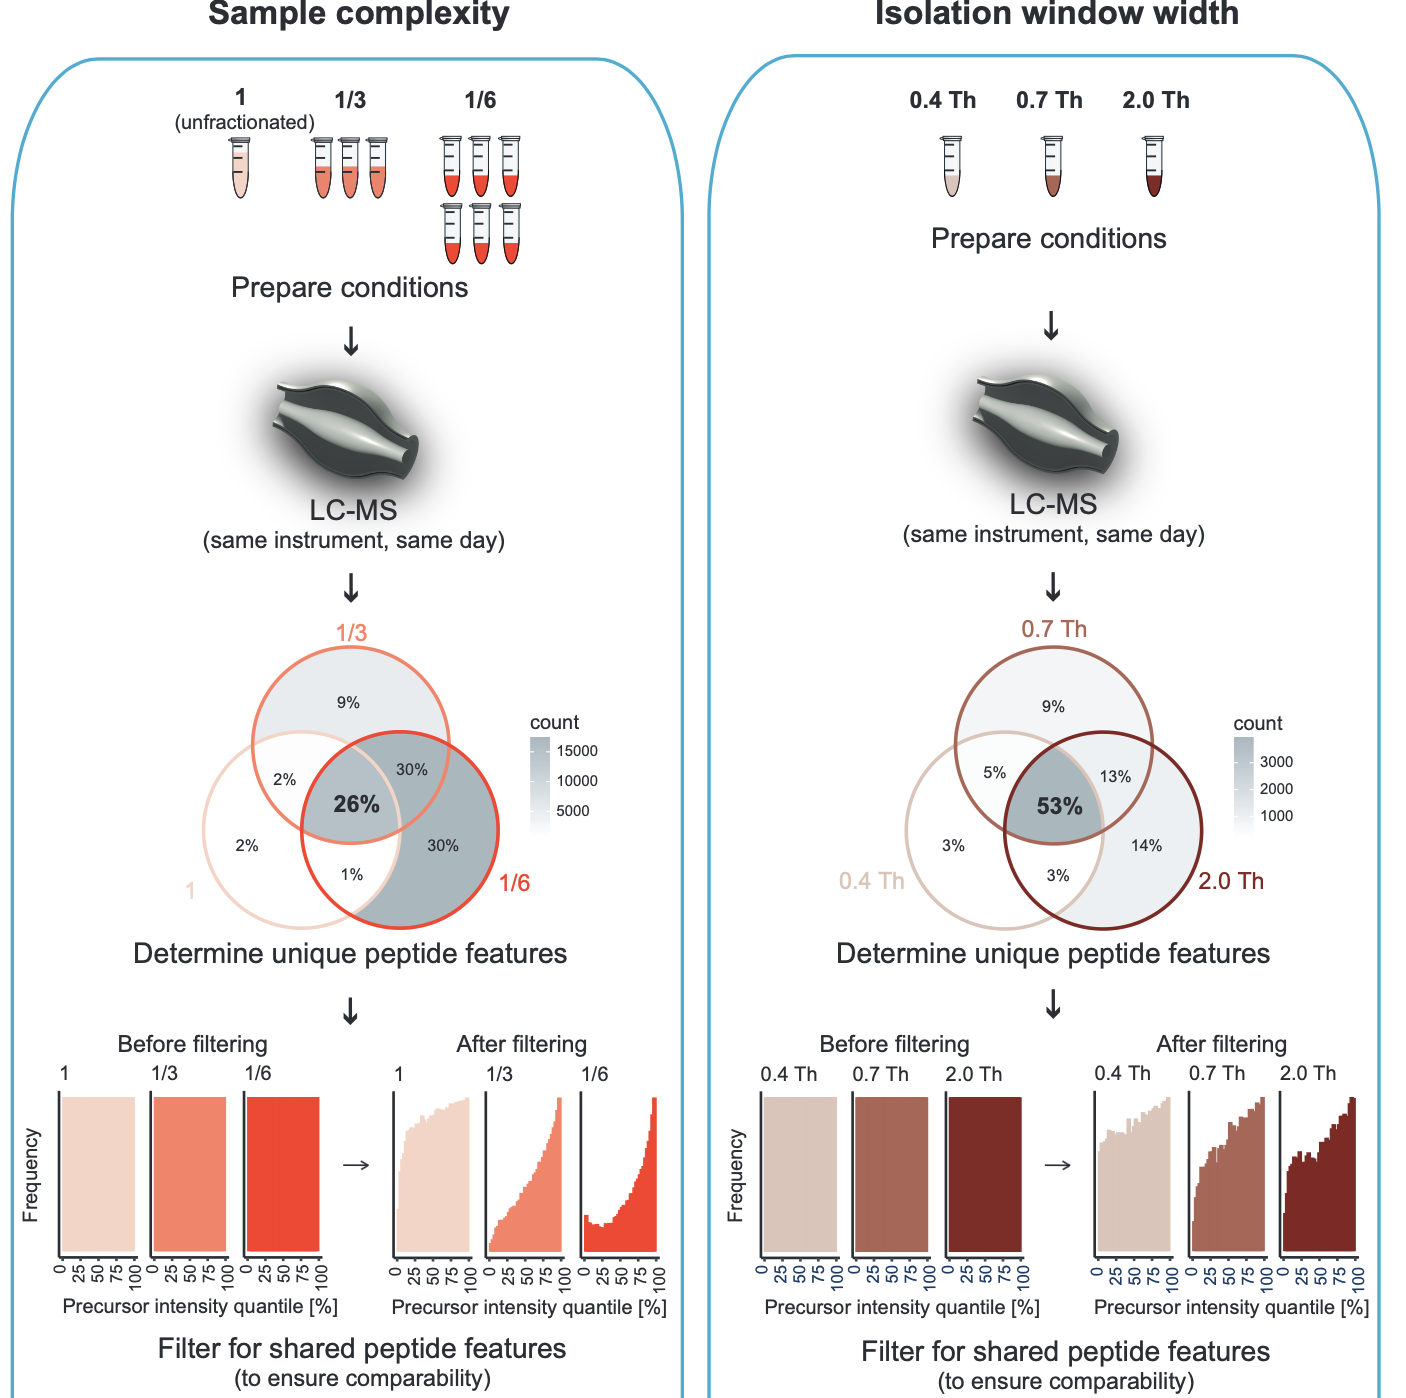 Sample complexity
1
(unfractionated)
1/3
1/6
Prepare conditions
LC-MS
(same instrument, same day)
1/3
9%
2%
30%
26%
2%
30%
1%
1
1/6
count
15000
10000
5000
Determine unique peptide features
Before filtering
1
1/3
1/6
After filtering
1
1/3
1/6
Frequency
0 25 50 75 100
0 25 50 75 100
0 25 50 75 100
0 25 50 75 100
0 25 50 75 100
0 25 50 75 100
Precursor intensity quantile [%]
Precursor intensity quantile [%]
Filter for shared peptide features
(to ensure comparability)
Isolation window width
0.4 Th
0.7 Th
2.0 Th
Prepare conditions
LC-MS
(same instrument, same day)
0.7 Th
9%
5%
13%
53%
3%
14%
3%
0.4 Th
2.0 Th
count
3000
2000
1000
Determine unique peptide features
Before filtering
0.4 Th
0.7 Th
2.0 Th
After filtering
0.4 Th
0.7 Th
2.0 Th
Frequency
0 25 50 75 100
0 25 50 75 100
0 25 50 75 100
0 25 50 75 100
0 25 50 75 100
0 25 50 75 100
Precursor intensity quantile [%]
Precursor intensity quantile [%]
Filter for shared peptide features
(to ensure comparability)